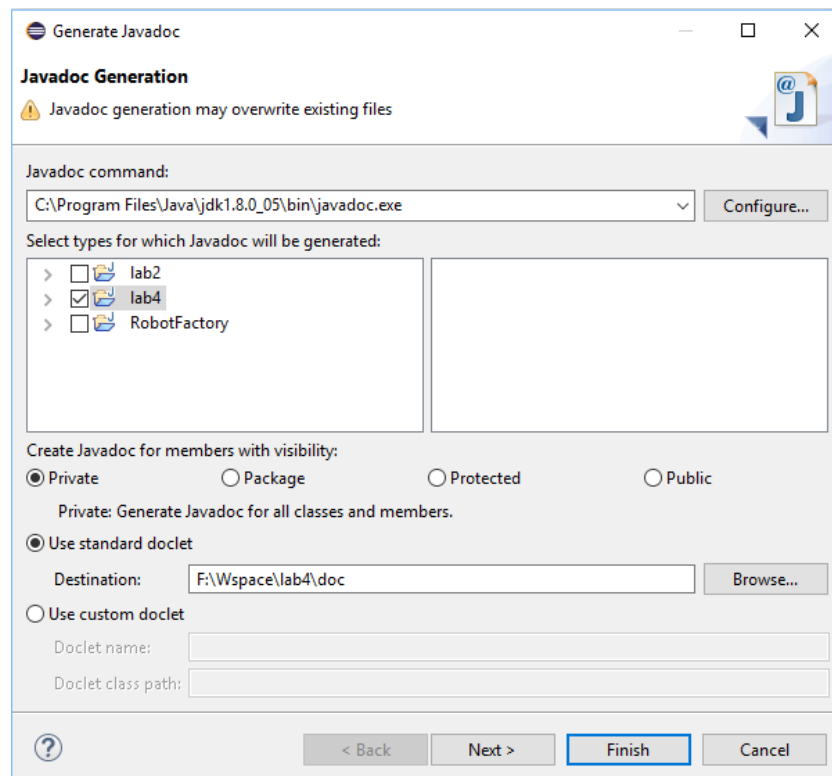 Generate Javadoc
Javadoc Generation
Javadoc generation may overwrite existing files
@J
Javadoc command:
C:\Program Files\Java\jdk1.8.0_05\bin\javadoc.exe
Configure...
Select types for which Javadoc will be generated:
lab2
lab4
RobotFactory
Create Javadoc for members with visibility:
Private Package Protected Public
Private: Generate Javadoc for all classes and members.
Use standard doclet
Destination: F:\Wspace\lab4\doc Browse...
Use custom doclet
Doclet name:
Doclet class path:
? < Back Next > Finish Cancel